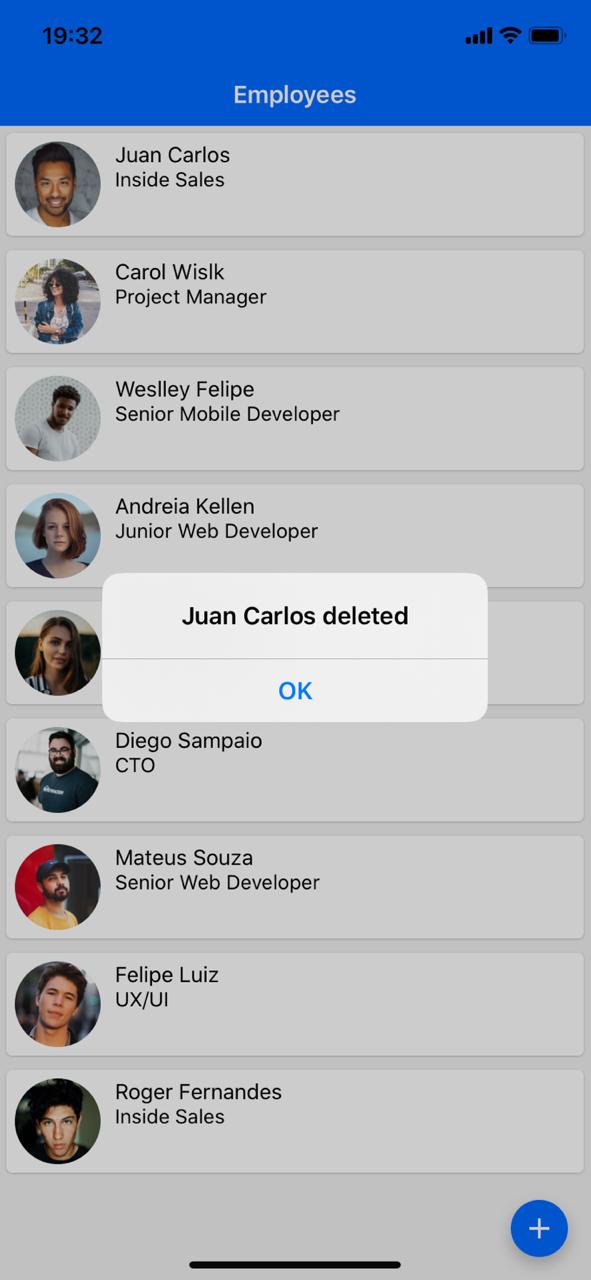 19:32
Employees
Juan Carlos
Inside Sales
Carol Wislk
Project Manager
Weslley Felipe
Senior Mobile Developer
Andreia Kellen
Junior Web Developer
Juan Carlos deleted
OK
Diego Sampaio
CTO
Mateus Souza
Senior Web Developer
Felipe Luiz
UX/UI
Roger Fernandes
Inside Sales